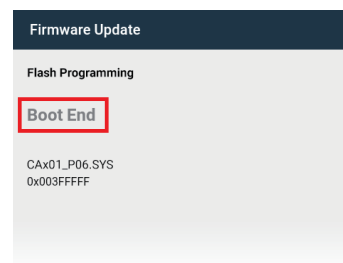 Firmware Update
Flash Programming
Boot End
CAx01_P06.SYS
0x003FFFFF